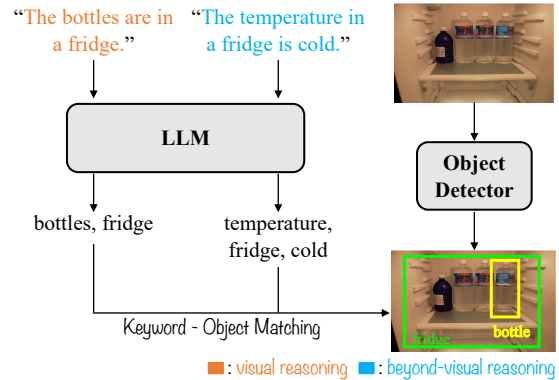 “The bottles are in
a fridge.”
“The temperature in
a fridge is cold.”
LLM
Object
Detector
bottles, fridge
temperature,
fridge, cold
Keyword - Object Matching
fridge
bottle
: visual reasoning
: beyond-visual reasoning